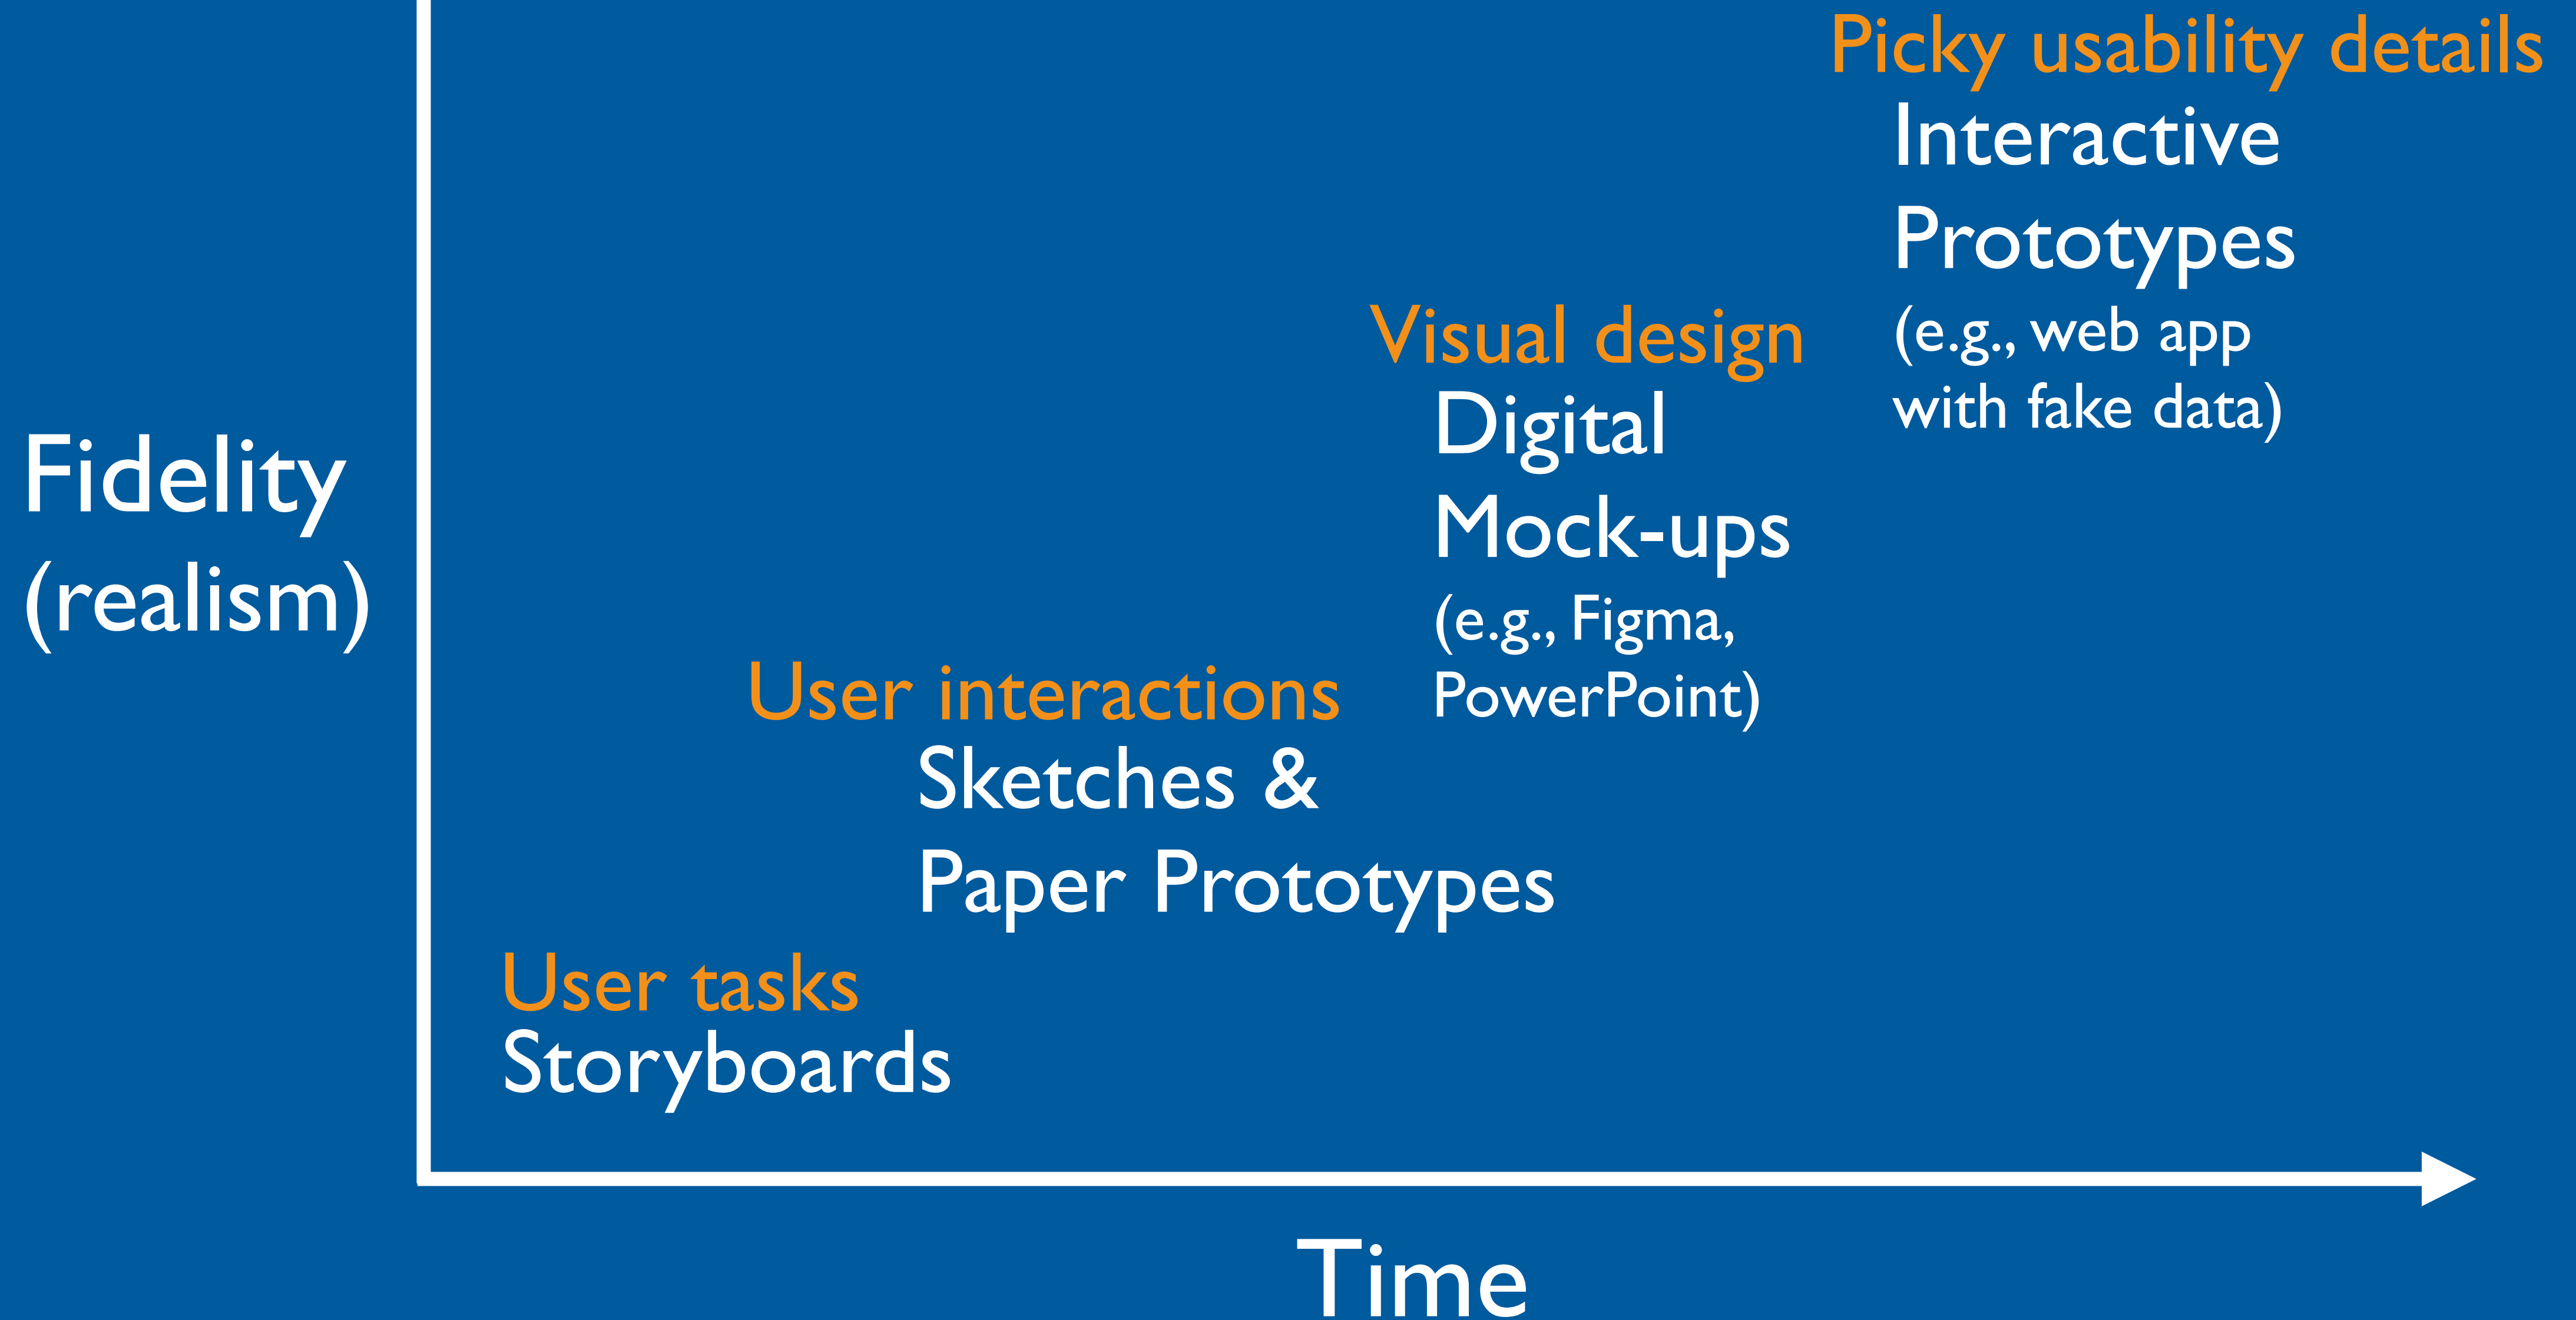 Picky usability details
Interactive
Prototypes
(e.g., web app
with fake data)
Visual design
Digital
Mock-ups
(e.g., Figma,
PowerPoint)
Fidelity
(realism)
User interactions
Sketches &
Paper Prototypes
User tasks
Storyboards
Time